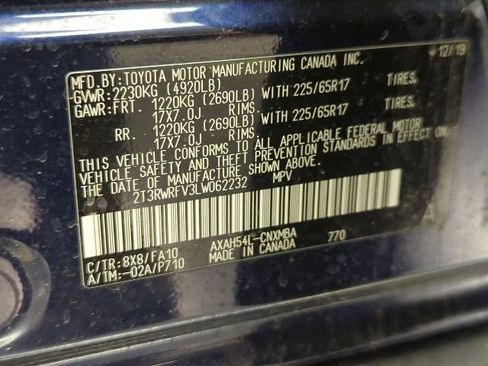 MFD.BY:TOYOTA MOTOR MANUFACTURING CANADA INC. 12/19
GVWR:2230KG (4920LB)
GAWR:FRT. 1220KG (2690LB) WITH 225/65R17 TIRES,
17X7.0J RIMS
RR. 1220KG (2690LB) WITH 225/65R17 TIRES,
17X7.0J RIMS
THIS VEHICLE CONFORMS TO ALL APPLICABLE FEDERAL MOTOR
VEHICLE SAFETY AND THEFT PREVENTION STANDARDS IN EFFECT
ON THE DATE OF MANUFACTURE SHOWN ABOVE.
2T3RWRFV3LW062232 MPV
C/TR:8X8/FA10 AXAH54L-CNXMBA 770
A/TM:-02A/P710 MADE IN CANADA
A